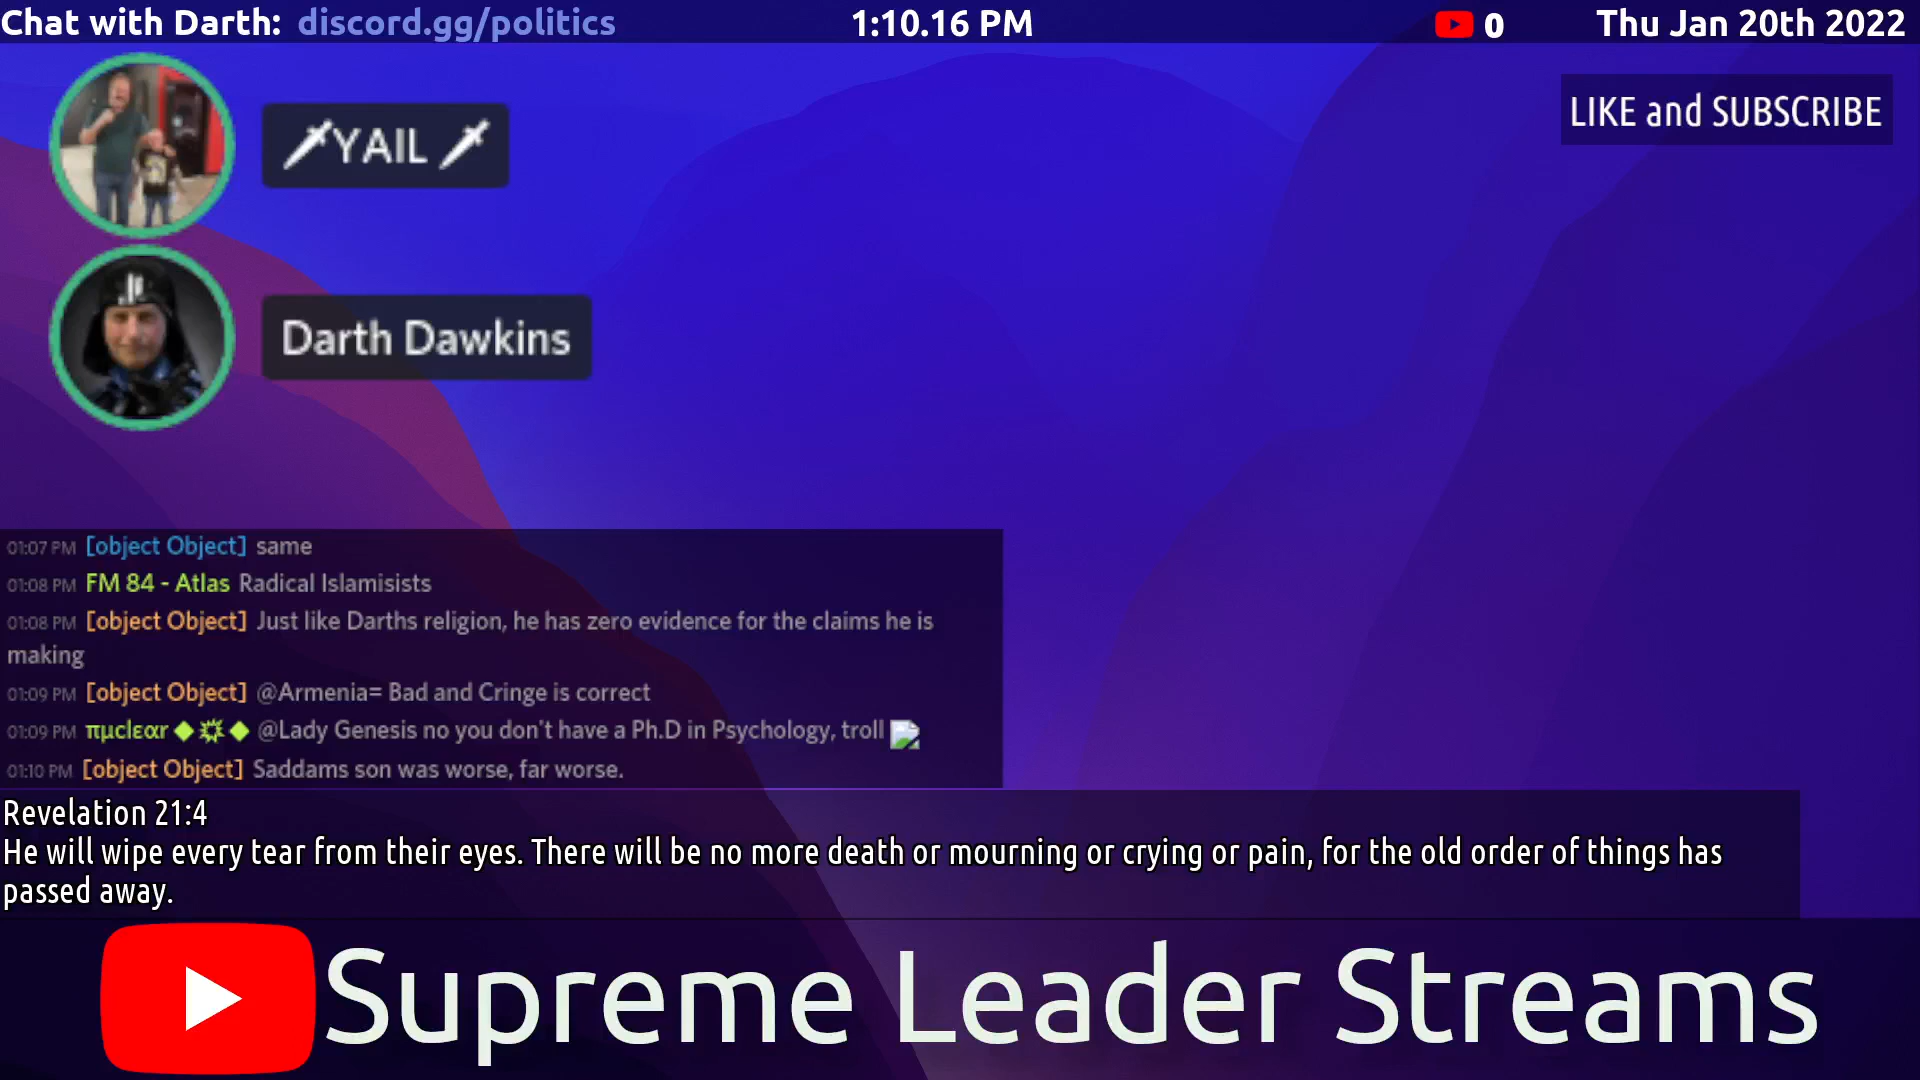 Chat with Darth: discord.gg/politics 1:10.16 PM 0 Thu Jan 20th 2022
LIKE and SUBSCRIBE
YAIL
Darth Dawkins
01:07 PM [object Object] same
01:08 PM FM 84 - Atlas Radical Islamisists
01:08 PM [object Object] Just like Darths religion, he has zero evidence for the claims he is
making
01:09 PM [object Object] @Armenia= Bad and Cringe is correct
01:09 PM πμclεαr @Lady Genesis no you don't have a Ph.D in Psychology, troll
01:10 PM [object Object] Saddams son was worse, far worse.
Revelation 21:4
He will wipe every tear from their eyes. There will be no more death or mourning or crying or pain, for the old order of things has
passed away.
Supreme Leader Streams